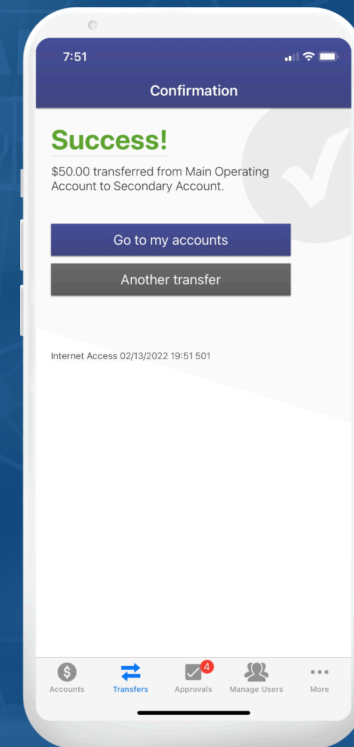 7:51
Confirmation
Success!
$50.00 transferred from Main Operating
Account to Secondary Account.
Go to my accounts
Another transfer
Internet Access 02/13/2022 19:51 501
4
Accounts
Transfers
Approvals
Manage Users
More